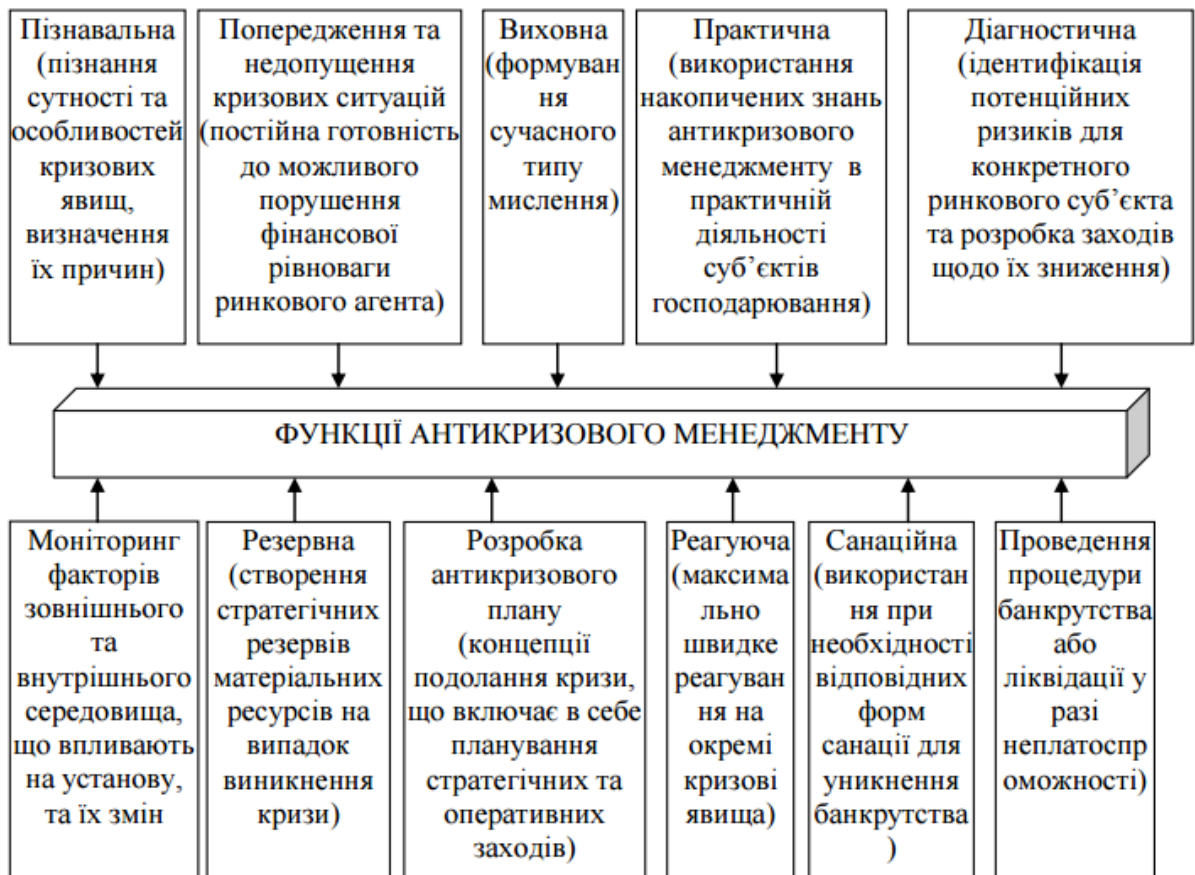 Пізнавальна
(пізнання
сутності та
особливостей
кризових
явищ,
визначення
їх причин)
Попередження та
недопущення
кризових ситуацій
(постійна готовність
до можливого
порушення
фінансової
рівноваги
ринкового агента)
Виховна
(формуван
ня
сучасного
типу
мислення)
Практична
(використання
накопичених знань
антикризового
менеджменту в
практичній
діяльності
суб’єктів
господарювання)
Діагностична
(ідентифікація
потенційних
ризиків для
конкретного
ринкового суб’єкта
та розробка заходів
щодо їх зниження)
ФУНКЦІЇ АНТИКРИЗОВОГО МЕНЕДЖМЕНТУ
Моніторинг
факторів
зовнішнього
та
внутрішнього
середовища,
що впливають
на установу,
та їх змін
Резервна
(створення
стратегічних
резервів
матеріальних
ресурсів на
випадок
виникнення
кризи)
Розробка
антикризового
плану
(концепції
подолання кризи,
що включає в себе
планування
стратегічних та
оперативних
заходів)
Реагуюча
(максима
льно
швидке
реагуван
ня на
окремі
кризові
явища)
Санаційна
(використан
ня при
необхідності
відповідних
форм
санації для
уникнення
банкрутства
)
Проведення
процедури
банкрутства
або
ліквідації у
разі
неплатоспр
оможності)